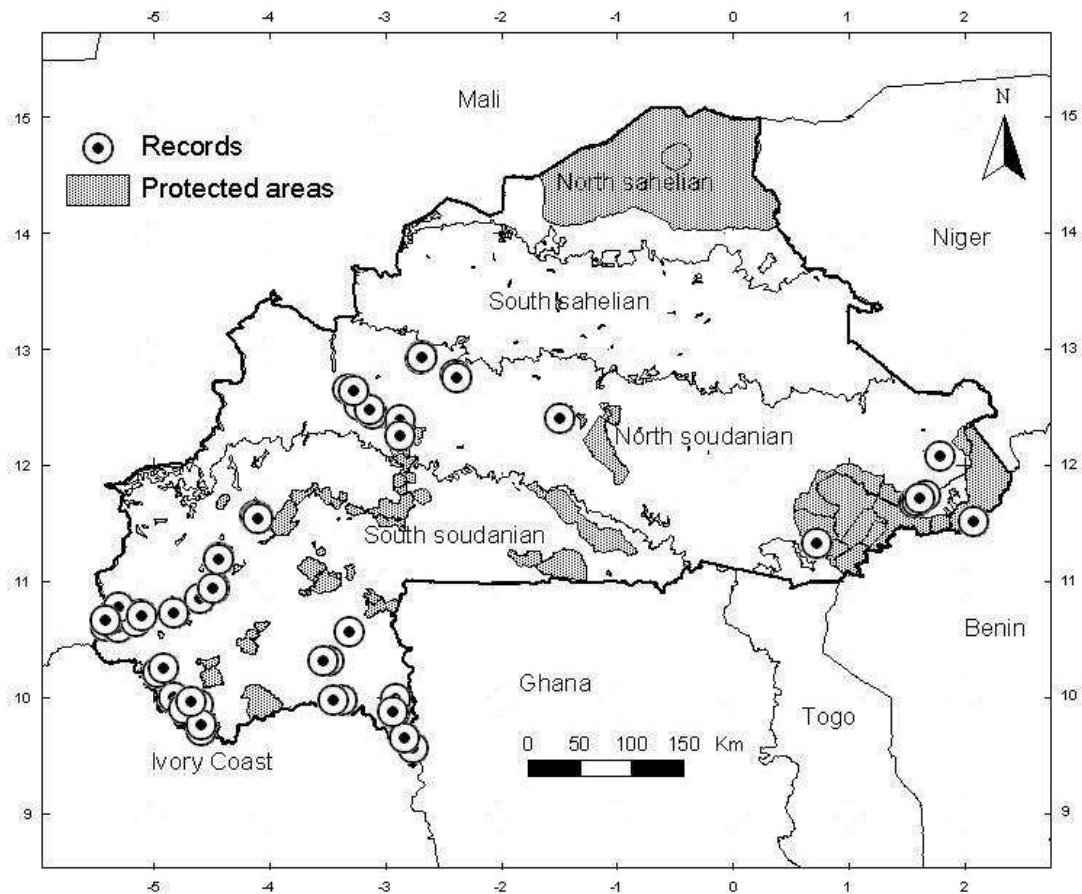 -5 -4 -3 -2 -1 0 1 2
15 15
14 14
13 13
12 12
11 11
10 10
9 9
Mali
N
Records
Protected areas
North sahelian
Niger
South sahelian
North soudanian
South soudanian
Benin
Ghana
Togo
0 50 100 150 Km
Ivory Coast
-5 -4 -3 -2 -1 0 1 2